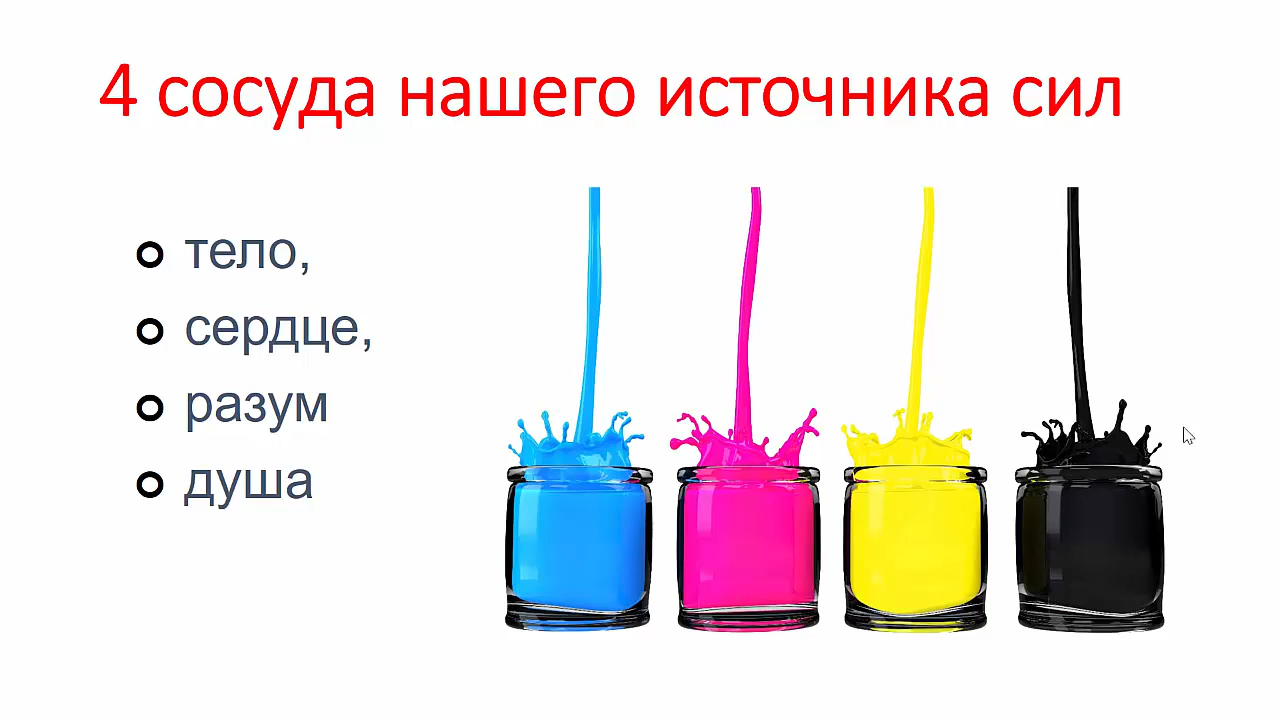 4 сосуда нашего источника сил
тело,
сердце,
разум
душа